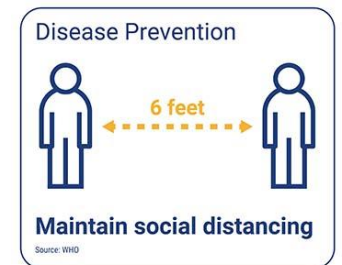 Disease Prevention
6 feet
Maintain social distancing
Source: WHO